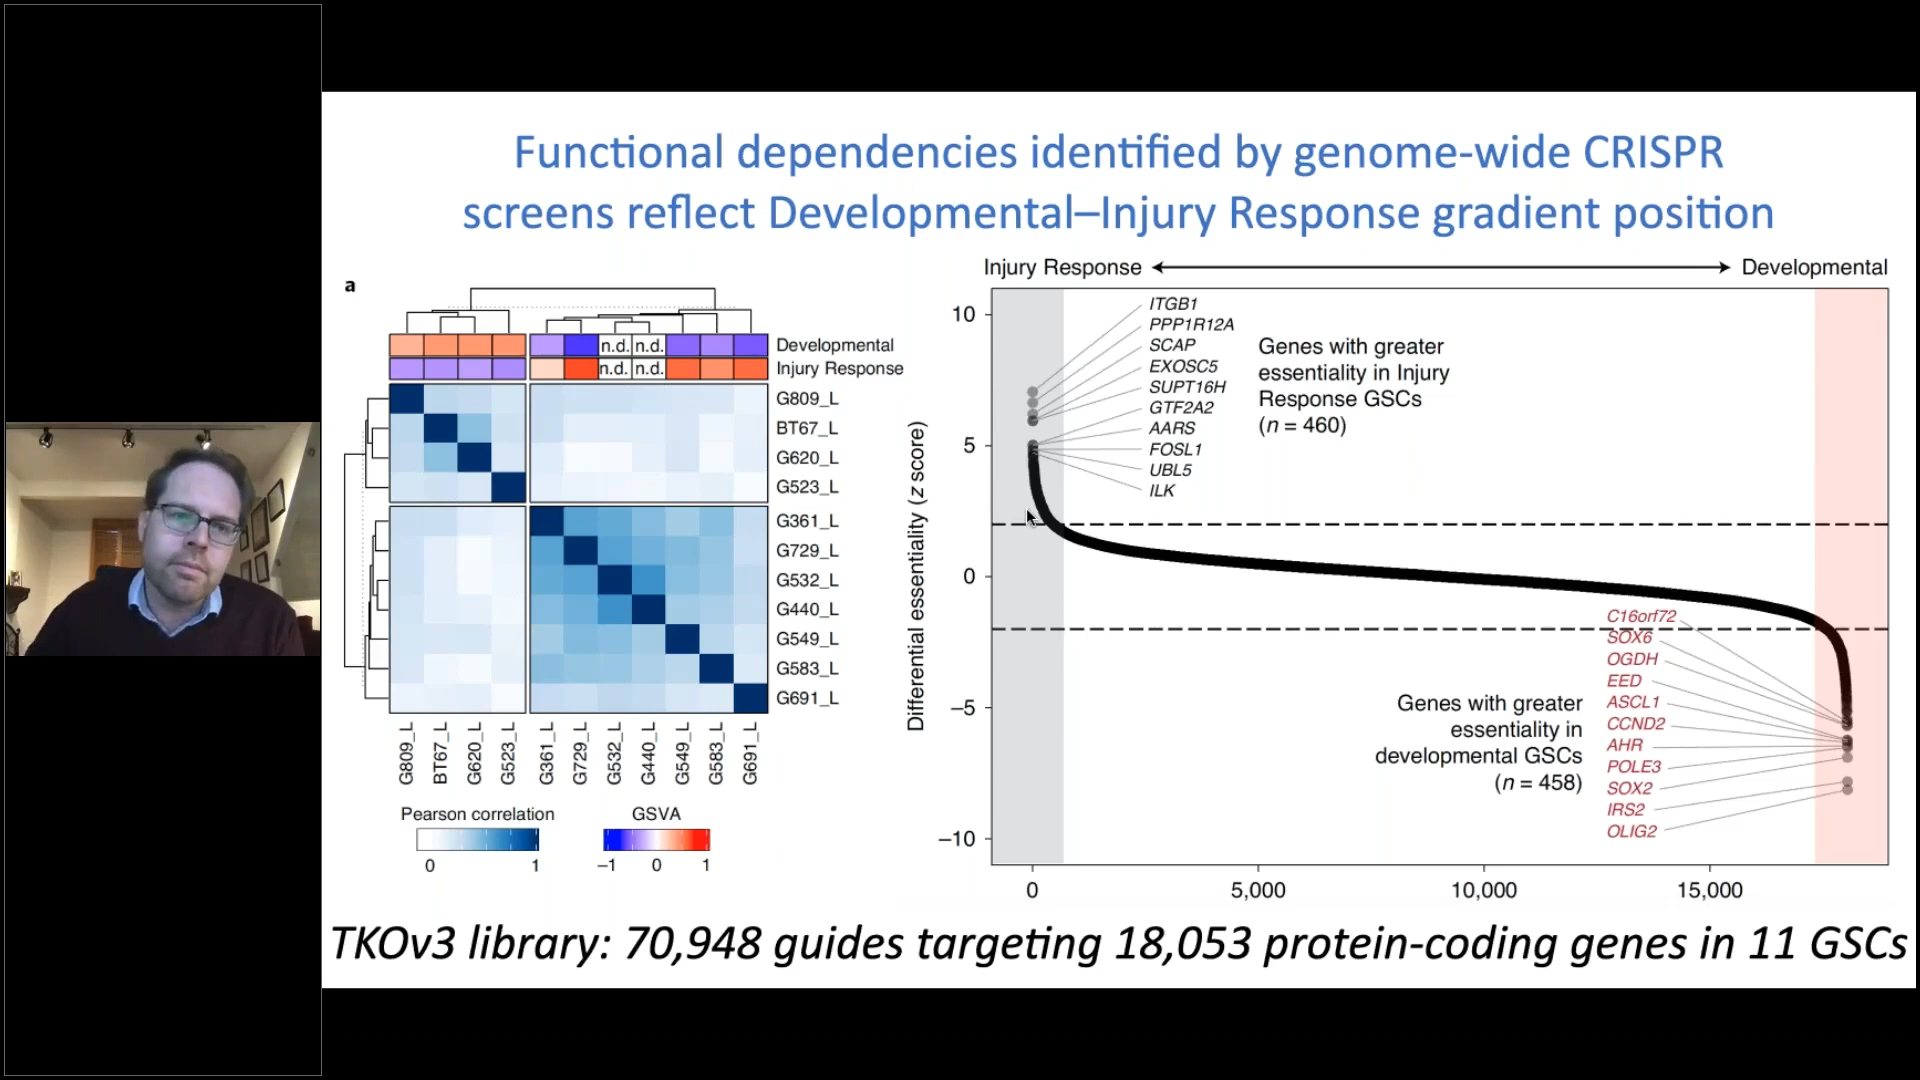 Functional dependencies identified by genome-wide CRISPR
screens reflect Developmental–Injury Response gradient position
a
n.d. n.d. Developmental
n.d. n.d. Injury Response
G809_L
BT67_L
G620_L
G523_L
G361_L
G729_L
G532_L
G440_L
G549_L
G583_L
G691_L
G809_L BT67_L G620_L G523_L G361_L G729_L G532_L G440_L G549_L G583_L G691_L
Pearson correlation
0 1
GSVA
–1 0 1
Injury Response Developmental
Differential essentiality (z score)
10
5
0
–5
–10
ITGB1
PPP1R12A
SCAP
EXOSC5
SUPT16H
GTF2A2
AARS
FOSL1
UBL5
ILK
Genes with greater
essentiality in Injury
Response GSCs
(n = 460)
C16orf72
SOX6
OGDH
EED
ASCL1
CCND2
AHR
POLE3
SOX2
IRS2
OLIG2
Genes with greater
essentiality in
developmental GSCs
(n = 458)
0 5,000 10,000 15,000
TKOv3 library: 70,948 guides targeting 18,053 protein-coding genes in 11 GSCs